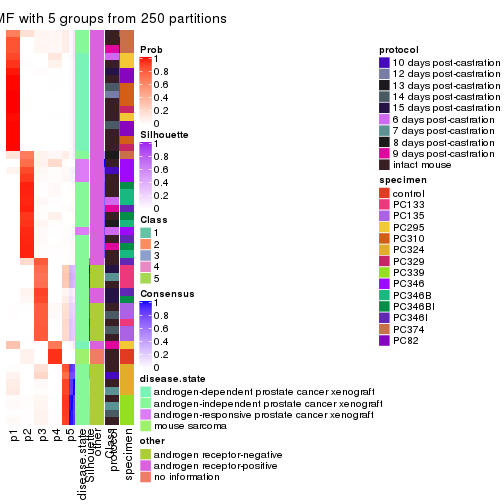 MF with 5 groups from 250 partitions
Prob
1
0.8
0.6
0.4
0.2
0
Silhouette
1
0.8
0.6
0.4
0.2
0
Class
1
2
3
4
5
Consensus
1
0.8
0.6
0.4
0.2
0
disease.state
androgen-dependent prostate cancer xenograft
androgen-independent prostate cancer xenograft
androgen-responsive prostate cancer xenograft
mouse sarcoma
other
androgen receptor-negative
androgen receptor-positive
no information
protocol
10 days post-castration
12 days post-castration
13 days post-castration
14 days post-castration
15 days post-castration
6 days post-castration
7 days post-castration
8 days post-castration
9 days post-castration
intact mouse
specimen
control
PC133
PC135
PC295
PC310
PC324
PC329
PC339
PC346
PC346B
PC346BI
PC346I
PC374
PC82
p1
p2
p3
p4
p5
disease.state
Silhouette
other
Class
protocol
specimen